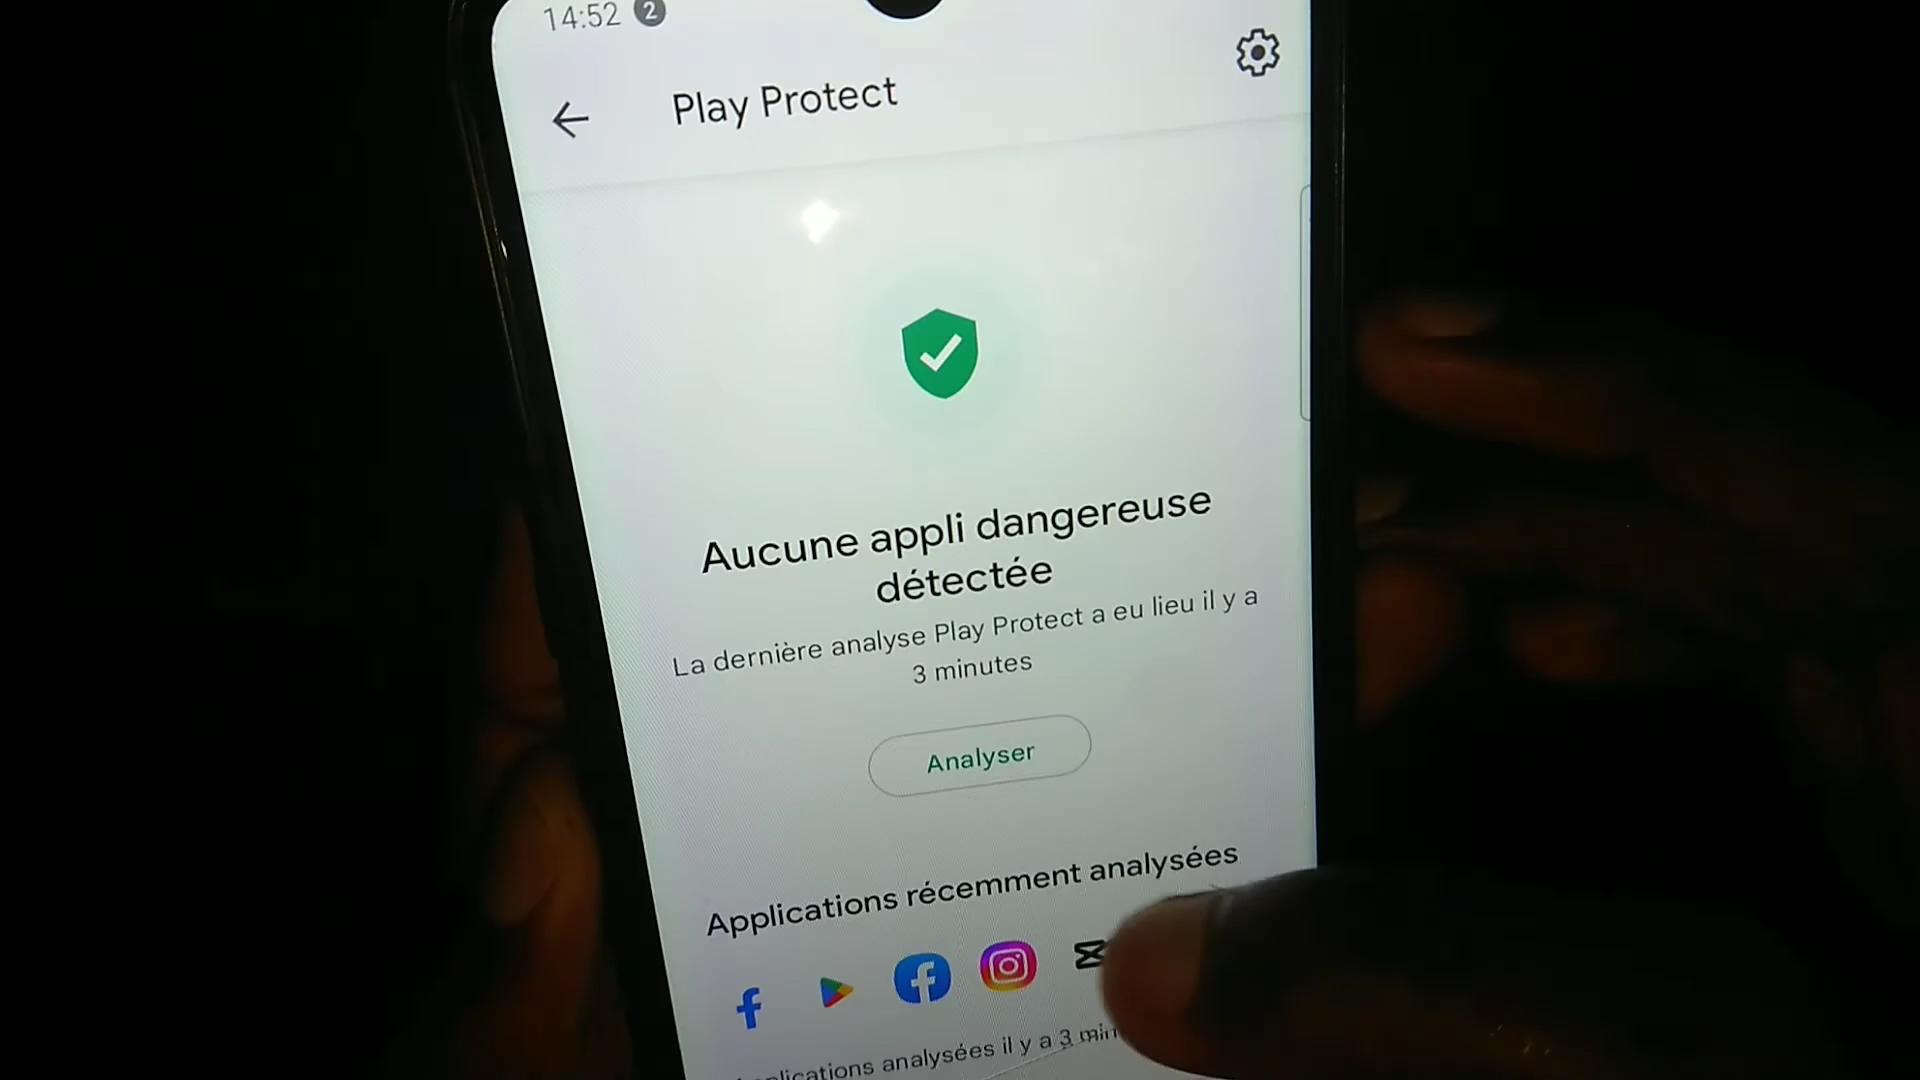 14:52 2
Play Protect
Aucune appli dangereuse
détectée
La dernière analyse Play Protect a eu lieu il y a
3 minutes
Analyser
Applications récemment analysées
analysées il y a 3